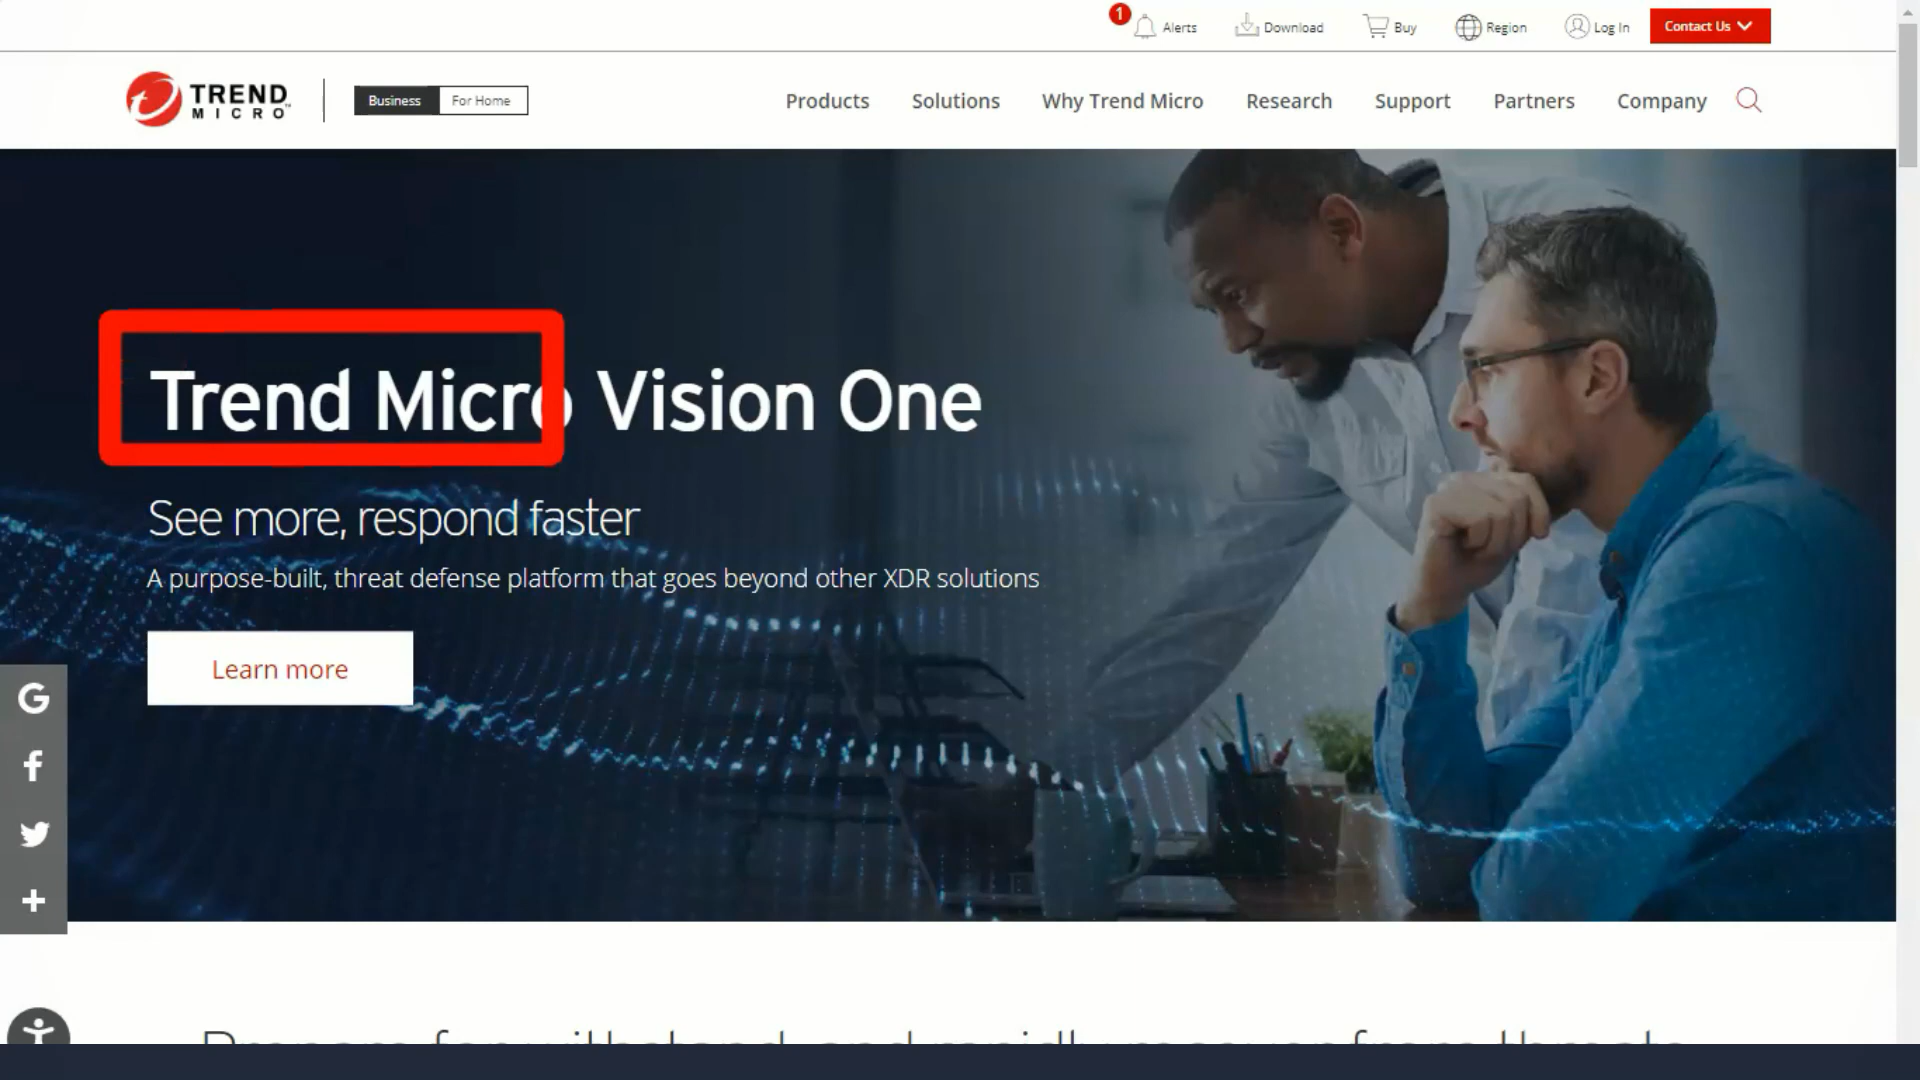 1
Alerts
Download
Buy
Region
Log In
Contact Us
TREND
MICRO™
Business
For Home
Products
Solutions
Why Trend Micro
Research
Support
Partners
Company
Trend Micro Vision One
See more, respond faster
A purpose-built, threat defense platform that goes beyond other XDR solutions
Learn more